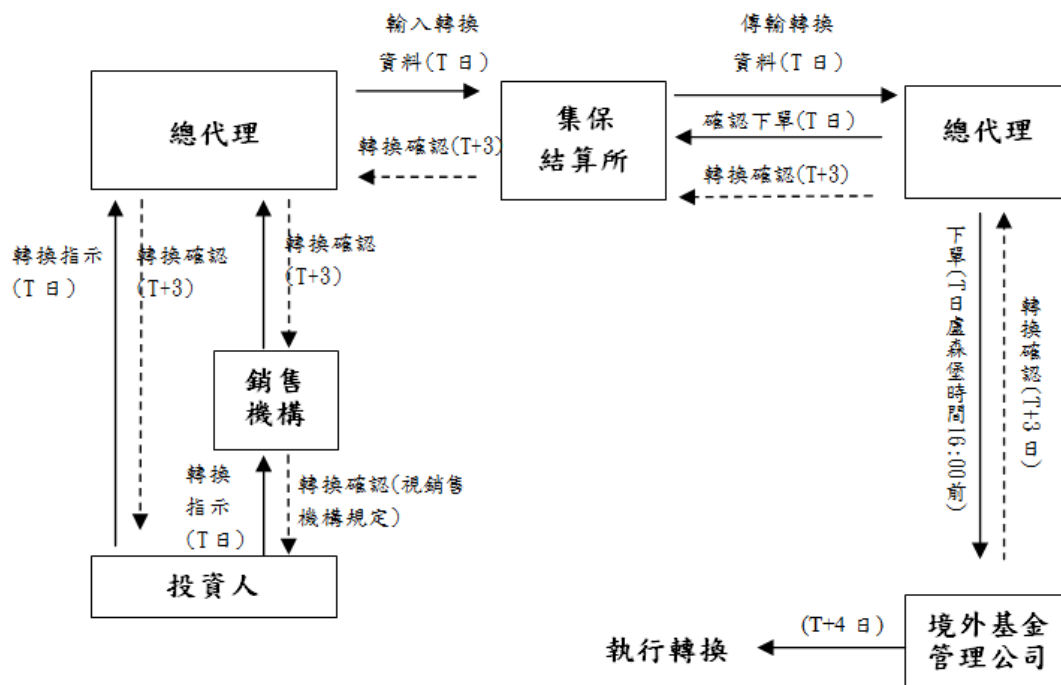 輸入轉換
資料(T 日)
傳輸轉換
資料(T 日)
總代理
集保
結算所
總代理
轉換確認(T+3)
確認下單(T 日)
轉換確認(T+3)
轉換指示
(T 日)
轉換確認
(T+3)
轉換確認
(T+3)
下單(T日盧森堡時間16:00前)
轉換確認(T+3日)
銷售
機構
轉換
指示
(T 日)
轉換確認(視銷售
機構規定)
投資人
執行轉換
(T+4 日)
境外基金
管理公司